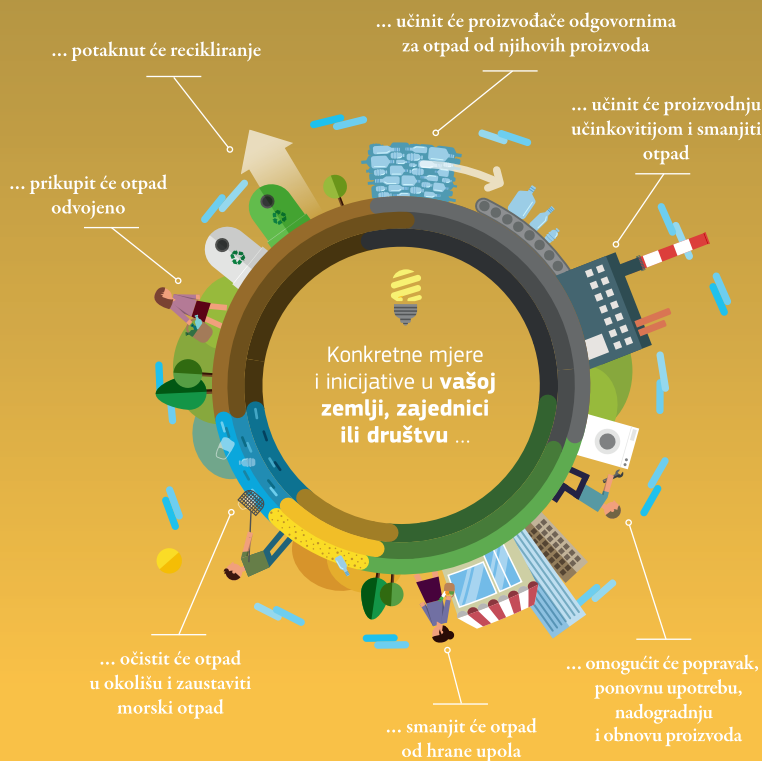 ... učinit će proizvođače odgovornima
za otpad od njihovih proizvoda
... potaknut će recikliranje
... učinit će proizvodnju
učinkovitijom i smanjiti
otpad
... prikupit će otpad
odvojeno
Konkretne mjere
i inicijative u vašoj
zemlji, zajednici
ili društvu ...
... očistit će otpad
u okolišu i zaustaviti
morski otpad
... omogućit će popravak,
ponovnu upotrebu,
nadogradnju
i obnovu proizvoda
... smanjit će otpad
od hrane upola